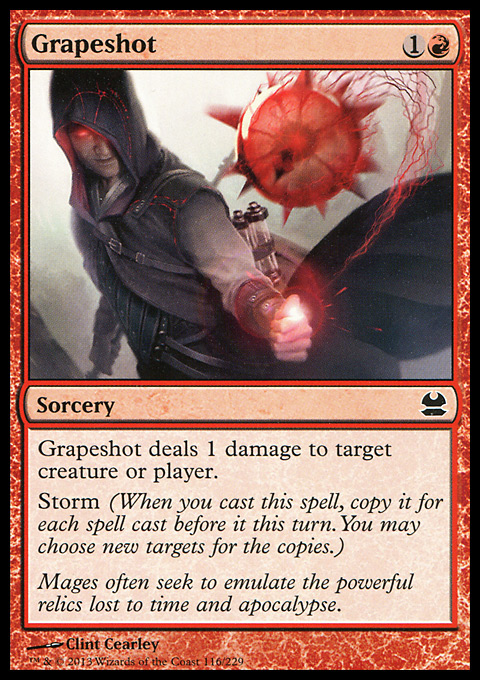 Grapeshot 1
Sorcery
Grapeshot deals 1 damage to target
creature or player.
Storm (When you cast this spell, copy it for
each spell cast before it this turn. You may
choose new targets for the copies.)
Mages often seek to emulate the powerful
relics lost to time and apocalypse.
Clint Cearley
™ & © 2013 Wizards of the Coast 116/229